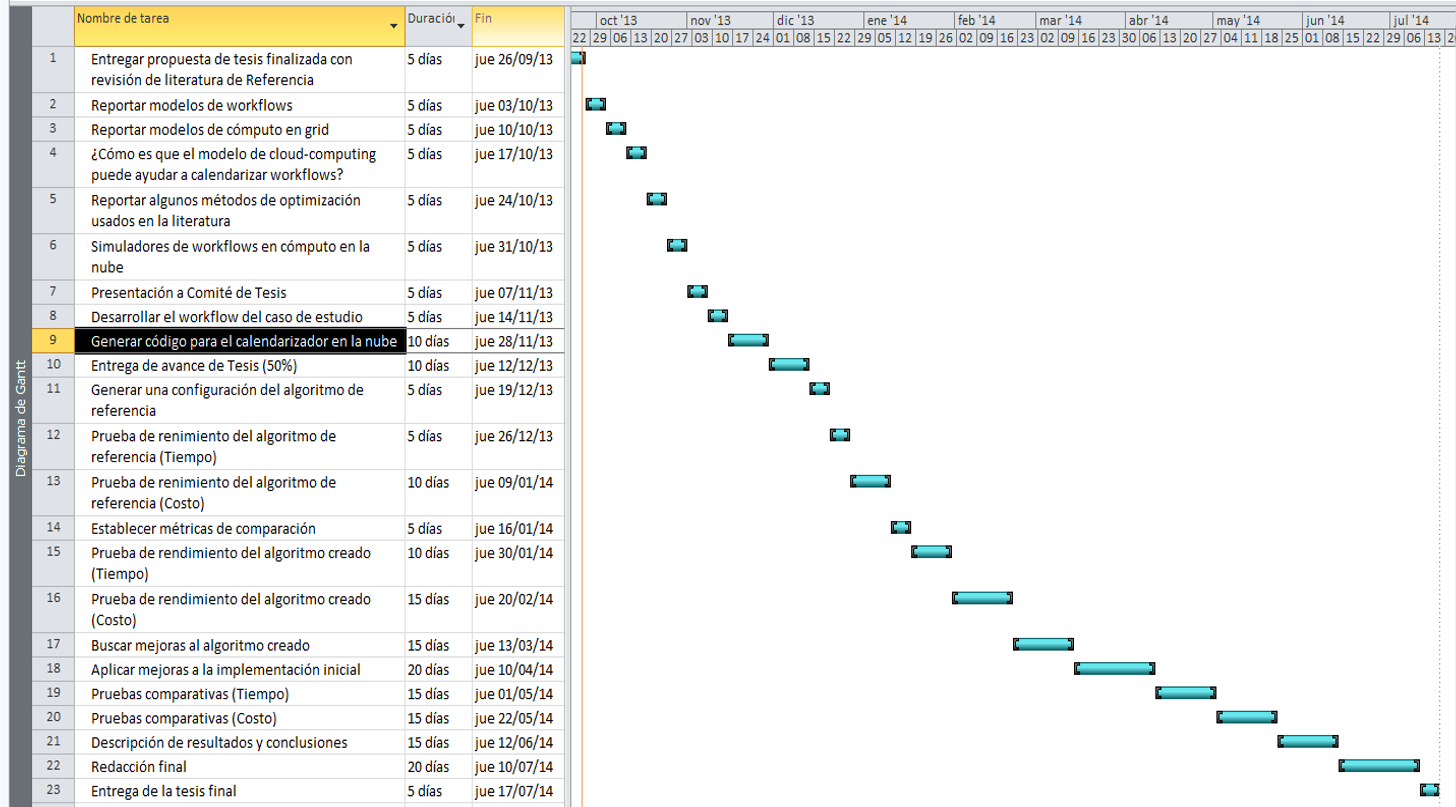 Nombre de tarea Duració Fin
oct '13 nov '13 dic '13 ene '14 feb '14 mar '14 abr '14 may '14 jun '14 jul '14
22 29 06 13 20 27 03 10 17 24 01 08 15 22 29 05 12 19 26 02 09 16 23 02 09 16 23 30 06 13 20 27 04 11 18 25 01 08 15 22 29 06 13
1 Entregar propuesta de tesis finalizada con 5 días jue 26/09/13
revisión de literatura de Referencia
2 Reportar modelos de workflows 5 días jue 03/10/13
3 Reportar modelos de cómputo en grid 5 días jue 10/10/13
4 ¿Cómo es que el modelo de cloud-computing 5 días jue 17/10/13
puede ayudar a calendarizar workflows?
5 Reportar algunos métodos de optimización 5 días jue 24/10/13
usados en la literatura
6 Simuladores de workflows en cómputo en la 5 días jue 31/10/13
nube
7 Presentación a Comité de Tesis 5 días jue 07/11/13
8 Desarrollar el workflow del caso de estudio 5 días jue 14/11/13
9 Generar código para el calendarizador en la nube 10 días jue 28/11/13
10 Entrega de avance de Tesis (50%) 10 días jue 12/12/13
11 Generar una configuración del algoritmo de 5 días jue 19/12/13
referencia
12 Prueba de renimiento del algoritmo de 5 días jue 26/12/13
referencia (Tiempo)
13 Prueba de renimiento del algoritmo de 10 días jue 09/01/14
referencia (Costo)
14 Establecer métricas de comparación 5 días jue 16/01/14
15 Prueba de rendimiento del algoritmo creado 10 días jue 30/01/14
(Tiempo)
16 Prueba de rendimiento del algoritmo creado 15 días jue 20/02/14
(Costo)
17 Buscar mejoras al algoritmo creado 15 días jue 13/03/14
18 Aplicar mejoras a la implementación inicial 20 días jue 10/04/14
19 Pruebas comparativas (Tiempo) 15 días jue 01/05/14
20 Pruebas comparativas (Costo) 15 días jue 22/05/14
21 Descripción de resultados y conclusiones 15 días jue 12/06/14
22 Redacción final 20 días jue 10/07/14
23 Entrega de la tesis final 5 días jue 17/07/14
Diagrama de Gantt